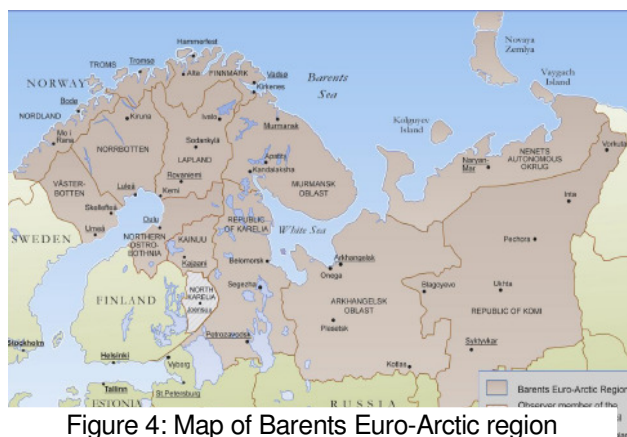 Hammerfest
Novaya
Zemlya
TROMS
Tromsø
Alta
FINNMARK
Vadsø
Kirkenes
Barents
Sea
Vaygach
Island
NORWAY
Bodø
NORDLAND
Kiruna
Ivalo
Murmansk
Kolguyev
Island
Mo i
Rana
NORRBOTTEN
Sodankylä
LAPLAND
Apatity
Kandalaksha
Naryan-
Mar
NENETS
AUTONOMOUS
OKRUG
Vorkuta
Rovaniemi
MURMANSK
OBLAST
VÄSTER-
BOTTEN
Luleå
Kemi
Inta
Skellefteå
REPUBLIC
OF KARELIA
White Sea
Umeå
Oulu
SWEDEN
NORTHERN
OSTRO-
BOTHNIA
KAINUU
Kajaani
Belomorsk
Arkhangelsk
Onega
Pechora
FINLAND
NORTH
KARELIA
Joensuu
Segezha
Blagoyevo
Ukhta
ARKHANGELSK
OBLAST
REPUBLIC OF KOMI
Plesetsk
Petrozavodsk
Syktyvkar
Stockholm
Helsinki
Vyborg
Kotlas
Tallinn
St.Petersburg
ESTONIA
RUSSIA
Barents Euro-Arctic Region
Observer member of the
Figure 4: Map of Barents Euro-Arctic region